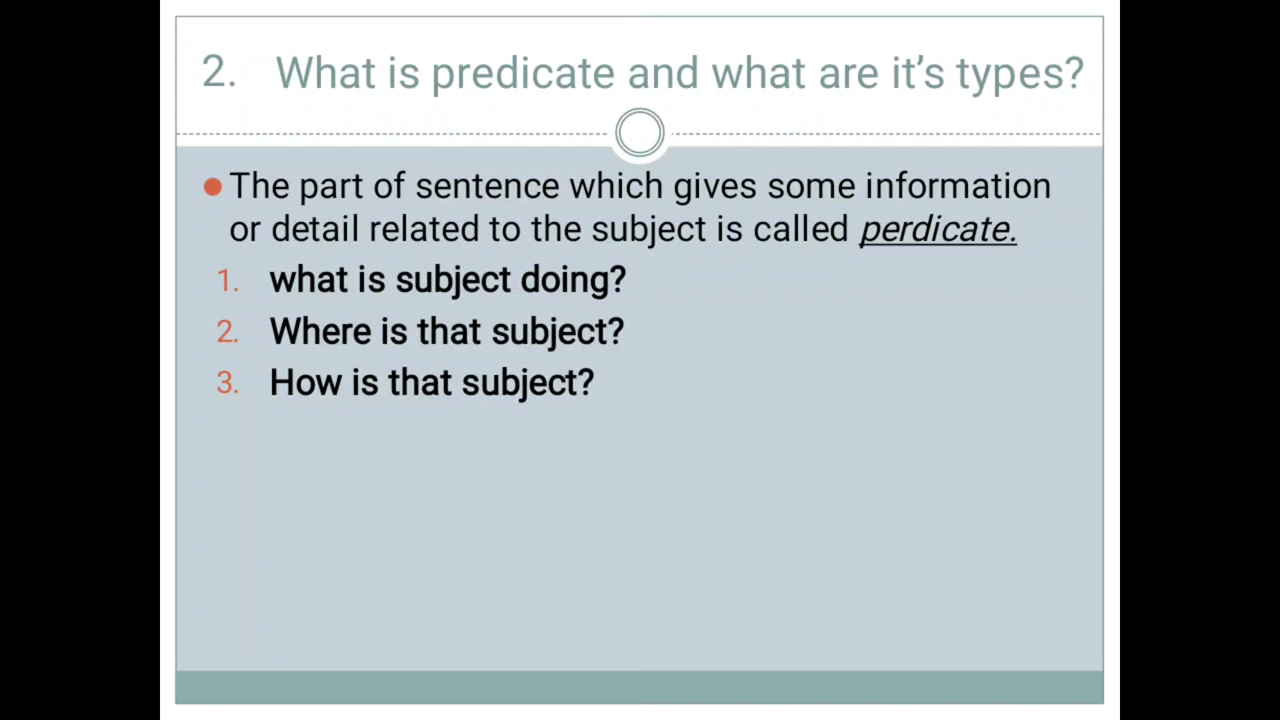 2. What is predicate and what are it’s types?
The part of sentence which gives some information
or detail related to the subject is called perdicate.
1. what is subject doing?
2. Where is that subject?
3. How is that subject?